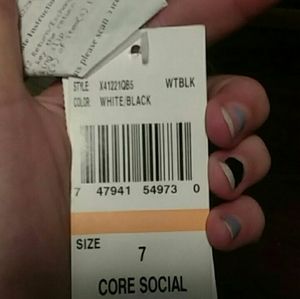 STYLE: X41221QB5 WTBLK
COLOR: WHITE/BLACK
7 47941 54973 0
SIZE
7
CORE SOCIAL